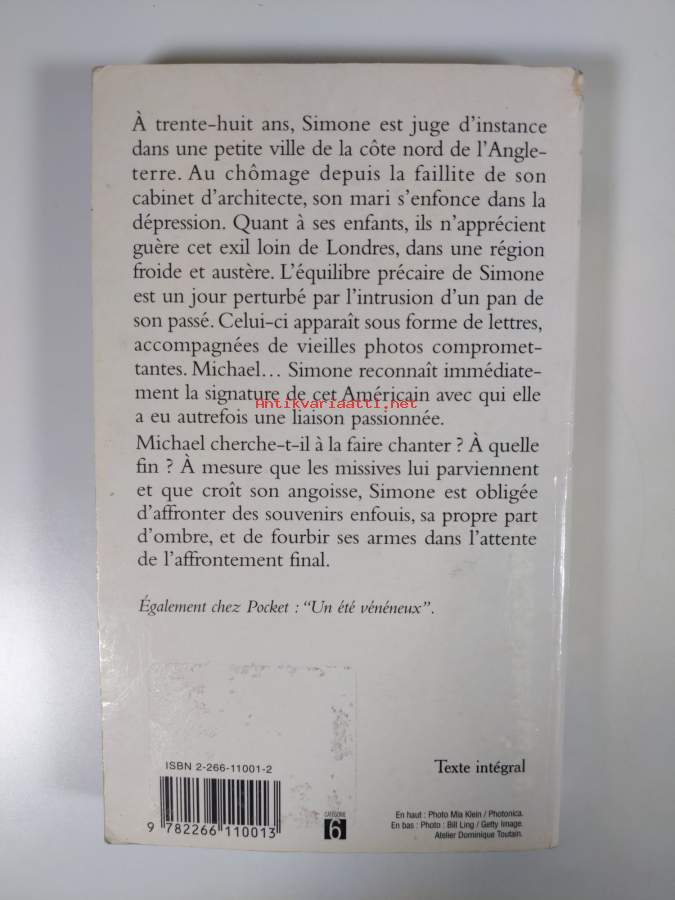 À trente-huit ans, Simone est juge d'instance
dans une petite ville de la côte nord de l'Angle-
terre. Au chômage depuis la faillite de son
cabinet d'architecte, son mari s'enfonce dans la
dépression. Quant à ses enfants, ils n'apprécient
guère cet exil loin de Londres, dans une région
froide et austère. L'équilibre précaire de Simone
est un jour perturbé par l'intrusion d'un pan de
son passé. Celui-ci apparaît sous forme de lettres,
accompagnées de vieilles photos compromet-
tantes. Michael… Simone reconnaît immédiate-
ment la signature de cet Américain avec qui elle
Antikvariaatti.net
a eu autrefois une liaison passionnée.
Michael cherche-t-il à la faire chanter ? À quelle
fin ? À mesure que les missives lui parviennent
et que croît son angoisse, Simone est obligée
d'affronter des souvenirs enfouis, sa propre part
d'ombre, et de fourbir ses armes dans l'attente
de l'affrontement final.
Également chez Pocket : "Un été vénéneux".
ISBN 2-266-11001-2
9 782266 110013
CATÉGORIE
6
Texte intégral
En haut : Photo Mia Klein / Photonica.
En bas : Photo : Bill Ling / Getty Image.
Atelier Dominique Toutain.